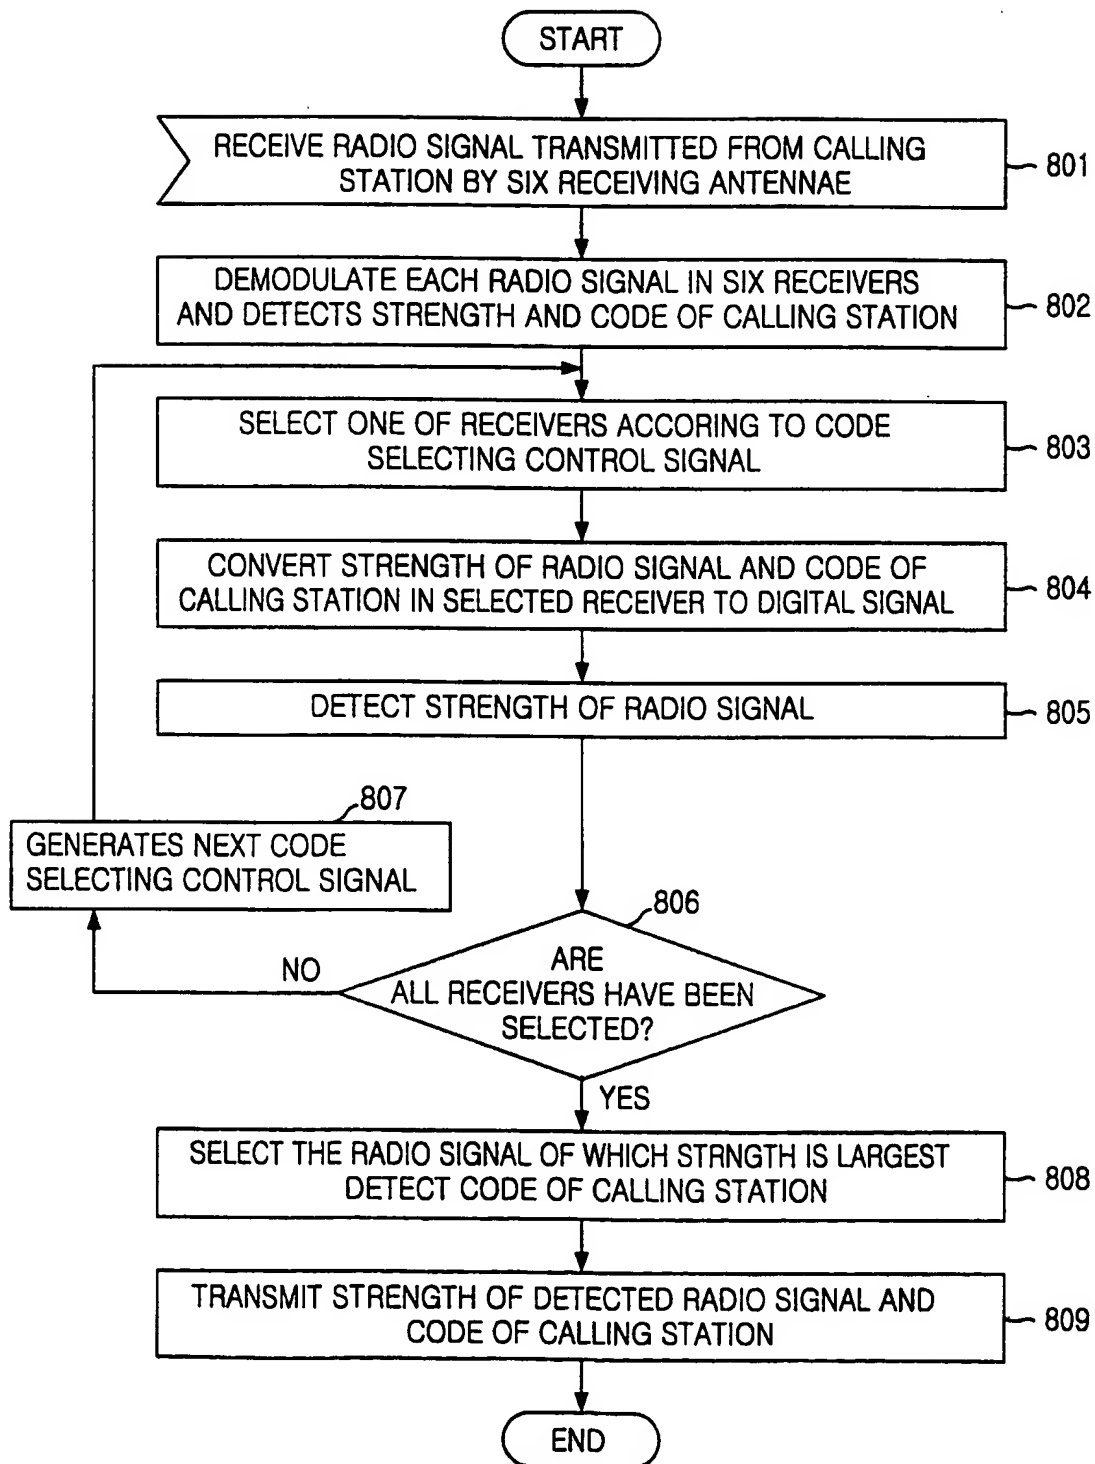 START
RECEIVE RADIO SIGNAL TRANSMITTED FROM CALLING
STATION BY SIX RECEIVING ANTENNAE
801
DEMODULATE EACH RADIO SIGNAL IN SIX RECEIVERS
AND DETECTS STRENGTH AND CODE OF CALLING STATION
802
SELECT ONE OF RECEIVERS ACCORING TO CODE
SELECTING CONTROL SIGNAL
803
CONVERT STRENGTH OF RADIO SIGNAL AND CODE OF
CALLING STATION IN SELECTED RECEIVER TO DIGITAL SIGNAL
804
DETECT STRENGTH OF RADIO SIGNAL
805
807
GENERATES NEXT CODE
SELECTING CONTROL SIGNAL
806
NO
ARE
ALL RECEIVERS HAVE BEEN
SELECTED?
YES
SELECT THE RADIO SIGNAL OF WHICH STRNGTH IS LARGEST
DETECT CODE OF CALLING STATION
808
TRANSMIT STRENGTH OF DETECTED RADIO SIGNAL AND
CODE OF CALLING STATION
809
END